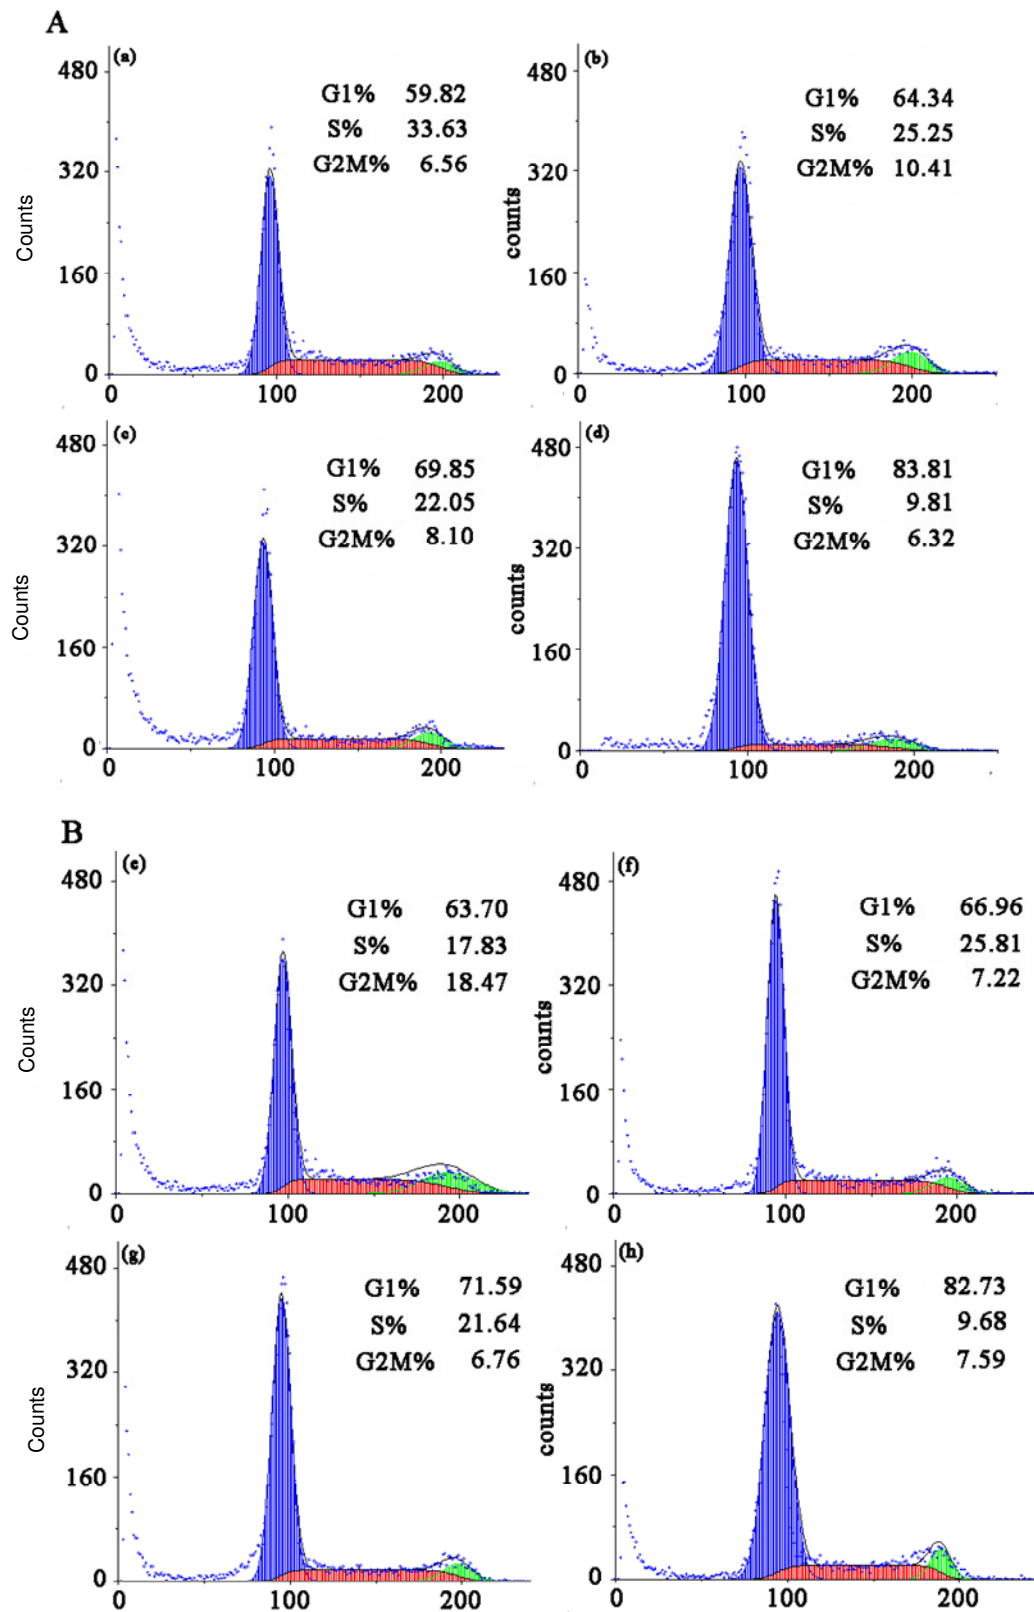 A
(a)
G1% 59.82
S% 33.63
G2M% 6.56
480
320
160
0
Counts
0 100 200
(b)
G1% 64.34
S% 25.25
G2M% 10.41
480
320
160
0
counts
0 100 200
(c)
G1% 69.85
S% 22.05
G2M% 8.10
480
320
160
0
Counts
0 100 200
(d)
G1% 83.81
S% 9.81
G2M% 6.32
480
320
160
0
counts
0 100 200
B
(e)
G1% 63.70
S% 17.83
G2M% 18.47
480
320
160
0
Counts
0 100 200
(f)
G1% 66.96
S% 25.81
G2M% 7.22
480
320
160
0
counts
0 100 200
(g)
G1% 71.59
S% 21.64
G2M% 6.76
480
320
160
0
Counts
0 100 200
(h)
G1% 82.73
S% 9.68
G2M% 7.59
480
320
160
0
counts
0 100 200